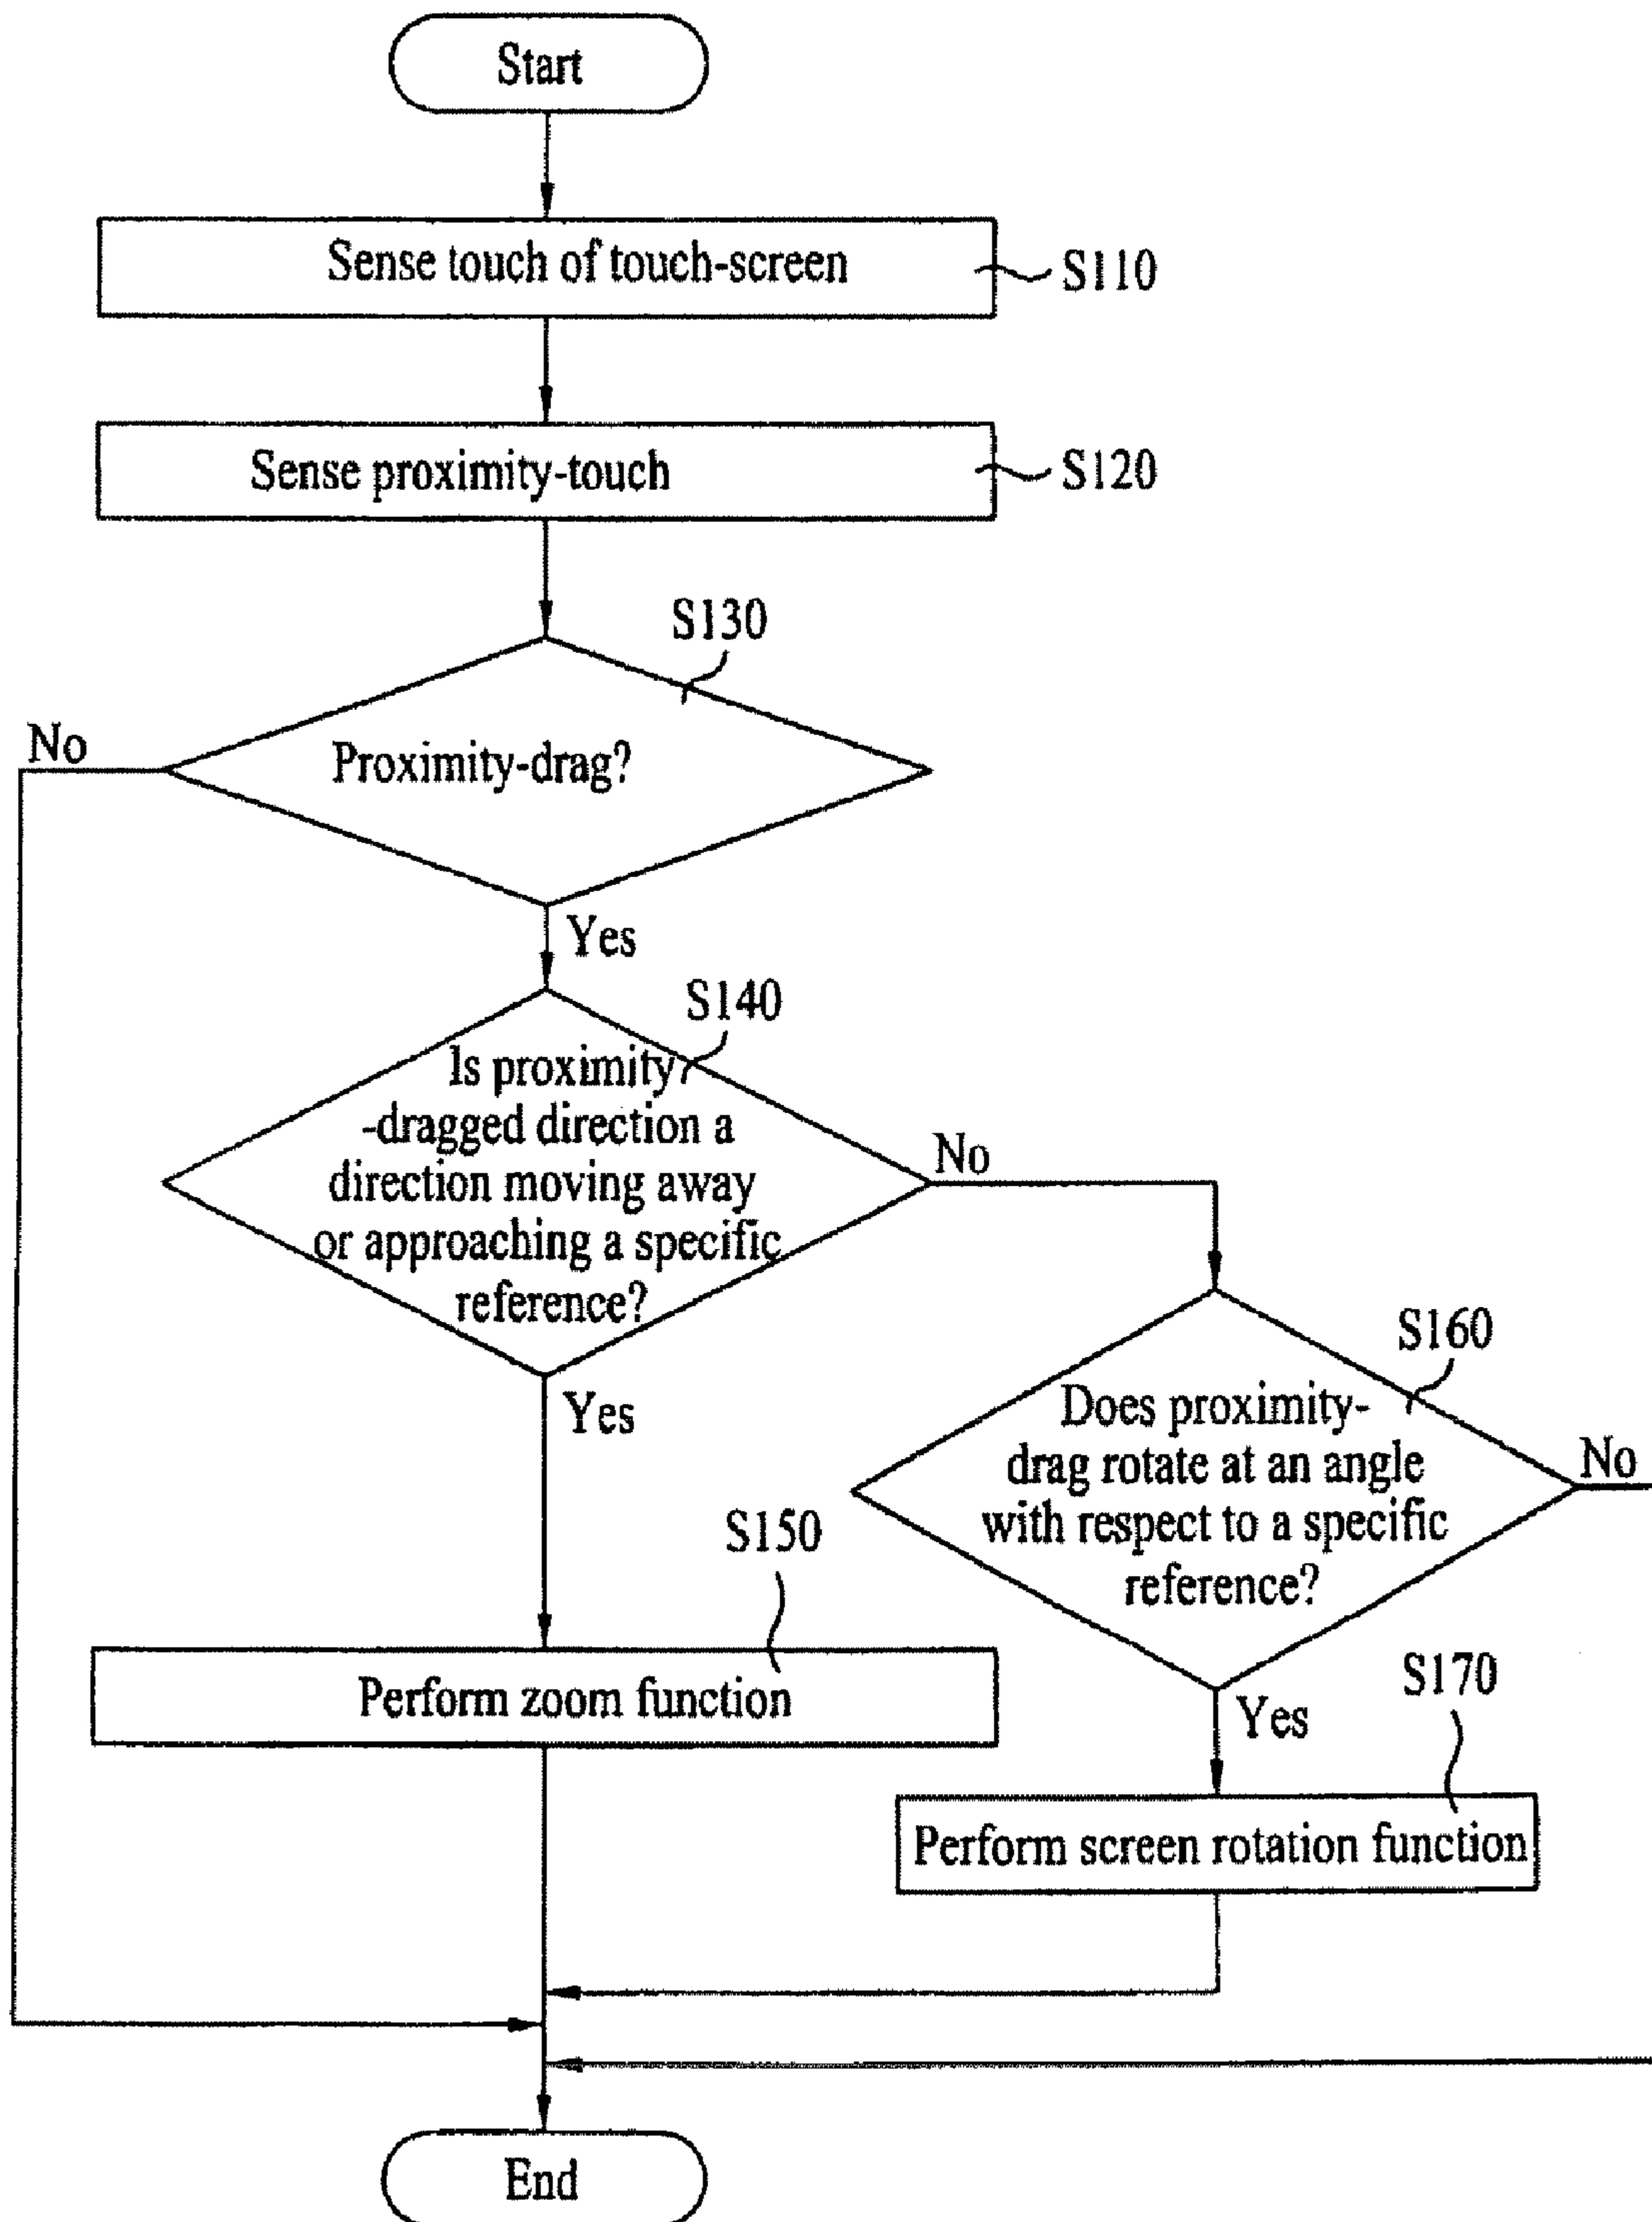 Start
Sense touch of touch-screen
S110
Sense proximity-touch
S120
S130
No
Proximity-drag?
Yes
S140
Is proximity
-dragged direction a
direction moving away
or approaching a specific
reference?
No
Yes
S160
Does proximity-
drag rotate at an angle
with respect to a specific
reference?
No
S150
Perform zoom function
Yes
S170
Perform screen rotation function
End